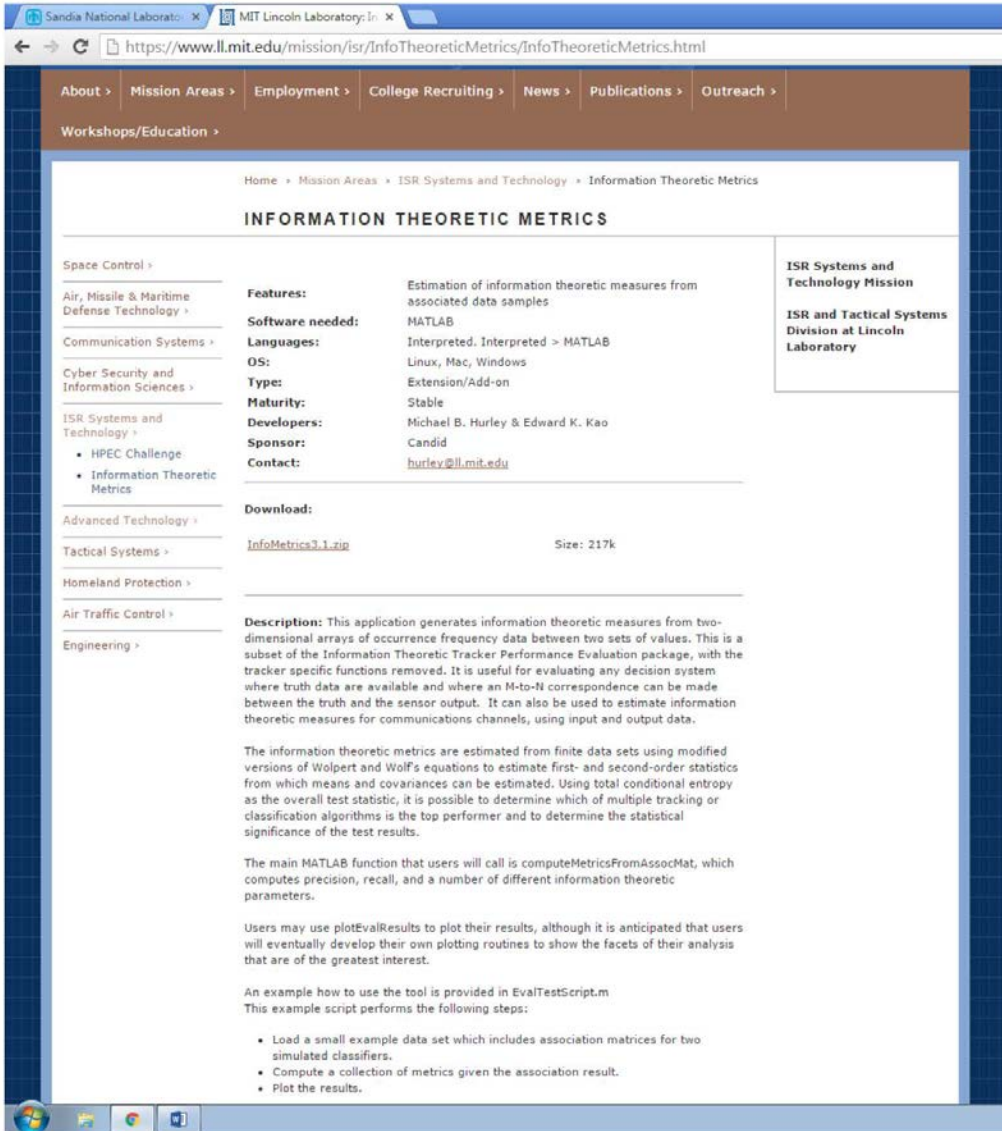 Sandia National Laborato
MIT Lincoln Laboratory: In
https://www.ll.mit.edu/mission/isr/InfoTheoreticMetrics/InfoTheoreticMetrics.html
About › Mission Areas › Employment › College Recruiting › News › Publications › Outreach ›
Workshops/Education ›
Home » Mission Areas » ISR Systems and Technology » Information Theoretic Metrics
INFORMATION THEORETIC METRICS
Space Control ›
Air, Missile & Maritime
Defense Technology ›
Communication Systems ›
Cyber Security and
Information Sciences ›
ISR Systems and
Technology ›
• HPEC Challenge
• Information Theoretic
Metrics
Advanced Technology ›
Tactical Systems ›
Homeland Protection ›
Air Traffic Control ›
Engineering ›
Features: Estimation of information theoretic measures from
associated data samples
Software needed: MATLAB
Languages: Interpreted. Interpreted > MATLAB
OS: Linux, Mac, Windows
Type: Extension/Add-on
Maturity: Stable
Developers: Michael B. Hurley & Edward K. Kao
Sponsor: Candid
Contact: hurley@ll.mit.edu
Download:
InfoMetrics3.1.zip Size: 217k
Description: This application generates information theoretic measures from two-
dimensional arrays of occurrence frequency data between two sets of values. This is a
subset of the Information Theoretic Tracker Performance Evaluation package, with the
tracker specific functions removed. It is useful for evaluating any decision system
where truth data are available and where an M-to-N correspondence can be made
between the truth and the sensor output. It can also be used to estimate information
theoretic measures for communications channels, using input and output data.
The information theoretic metrics are estimated from finite data sets using modified
versions of Wolpert and Wolf's equations to estimate first- and second-order statistics
from which means and covariances can be estimated. Using total conditional entropy
as the overall test statistic, it is possible to determine which of multiple tracking or
classification algorithms is the top performer and to determine the statistical
significance of the test results.
The main MATLAB function that users will call is computeMetricsFromAssocMat, which
computes precision, recall, and a number of different information theoretic
parameters.
Users may use plotEvalResults to plot their results, although it is anticipated that users
will eventually develop their own plotting routines to show the facets of their analysis
that are of the greatest interest.
An example how to use the tool is provided in EvalTestScript.m
This example script performs the following steps:
• Load a small example data set which includes association matrices for two
simulated classifiers.
• Compute a collection of metrics given the association result.
• Plot the results.
ISR Systems and
Technology Mission
ISR and Tactical Systems
Division at Lincoln
Laboratory